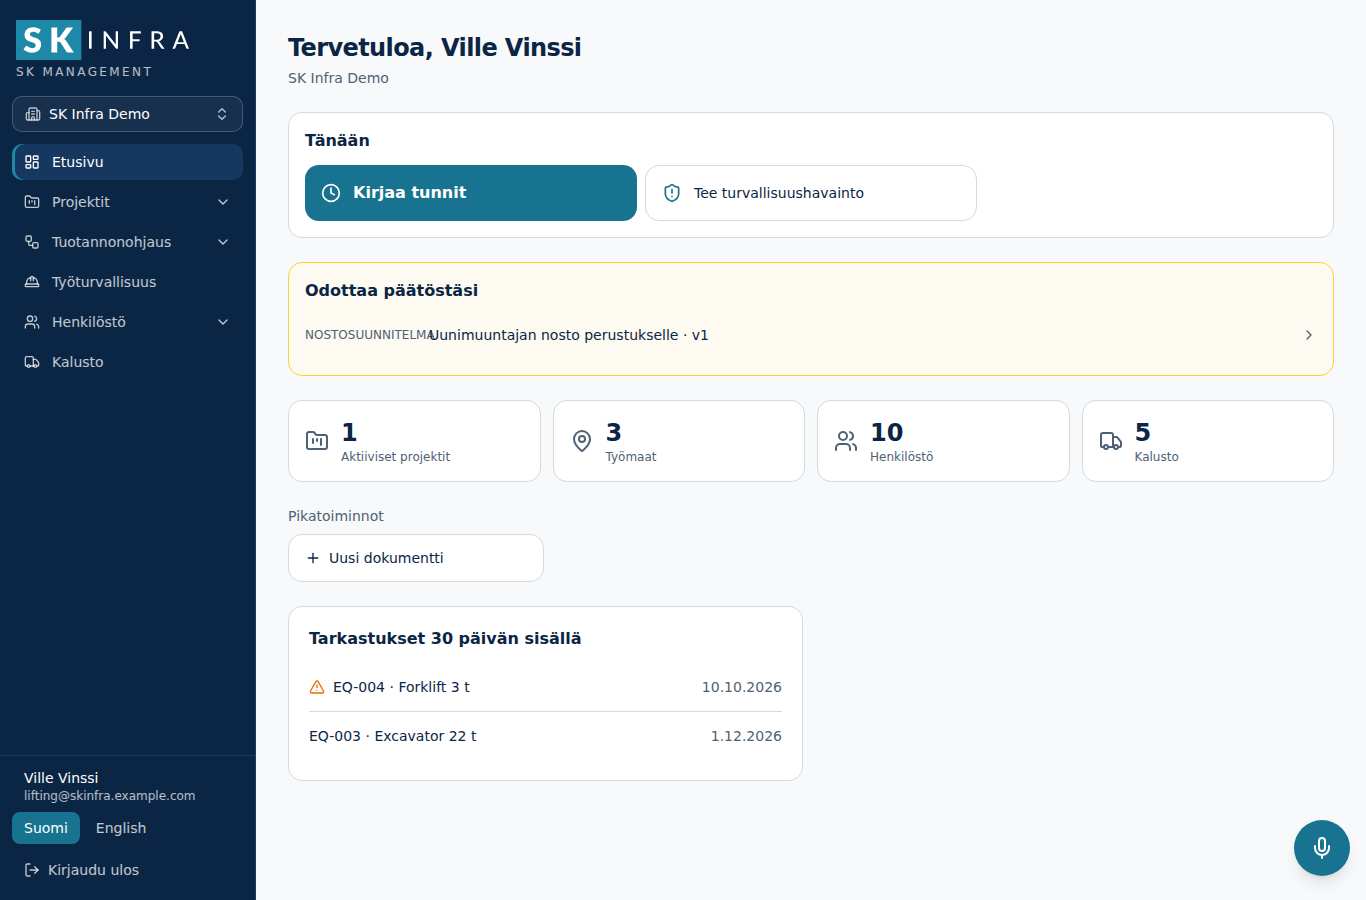 SK INFRA
SK MANAGEMENT
SK Infra Demo
Etusivu
Projektit
Tuotannonohjaus
Työturvallisuus
Henkilöstö
Kalusto
Ville Vinssi
lifting@skinfra.example.com
Suomi English
Kirjaudu ulos
Tervetuloa, Ville Vinssi
SK Infra Demo
Tänään
Kirjaa tunnit
Tee turvallisuushavainto
Odottaa päätöstäsi
NOSTOSUUNNITELMA Uunimuuntajan nosto perustukselle · v1
1
Aktiiviset projektit
3
Työmaat
10
Henkilöstö
5
Kalusto
Pikatoiminnot
Uusi dokumentti
Tarkastukset 30 päivän sisällä
EQ-004 · Forklift 3 t 10.10.2026
EQ-003 · Excavator 22 t 1.12.2026